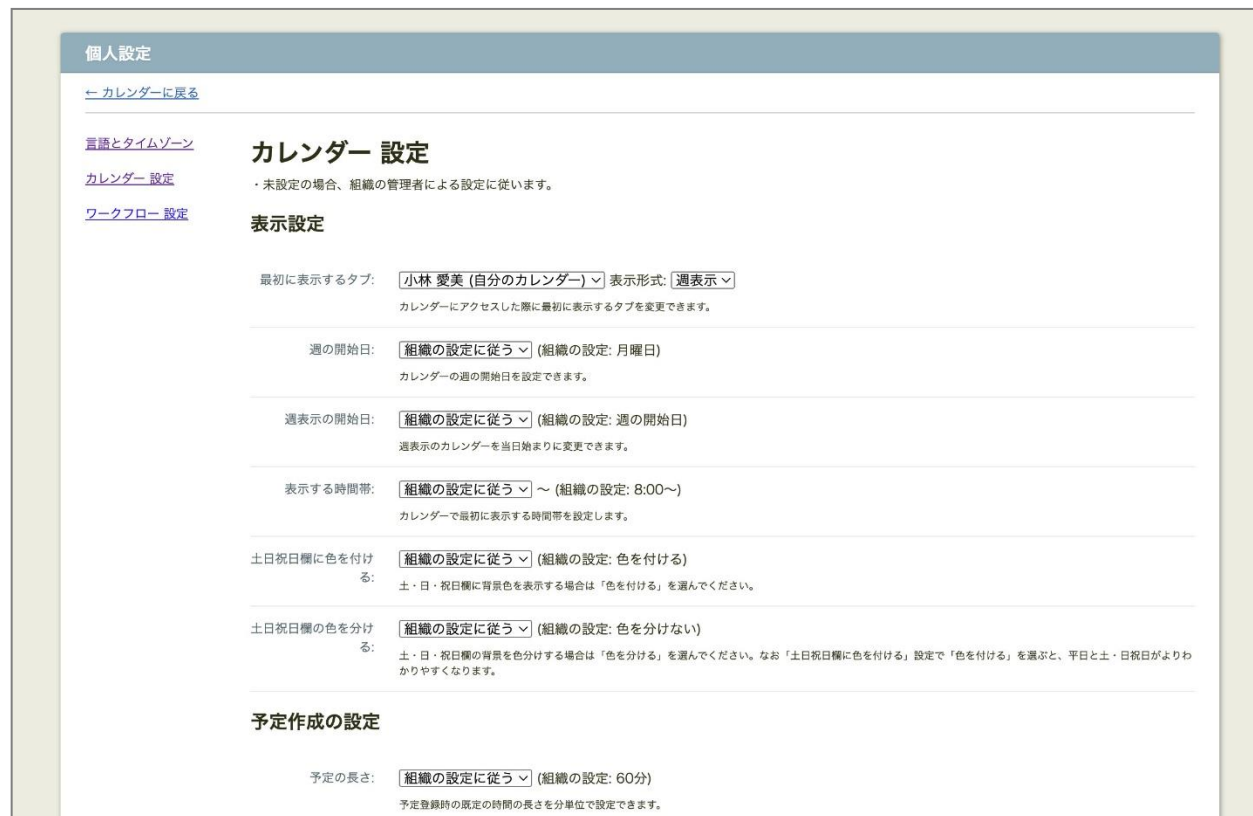 個人設定
← カレンダーに戻る
言語とタイムゾーン
カレンダー 設定
ワークフロー 設定
カレンダー 設定
・未設定の場合、組織の管理者による設定に従います。
表示設定
最初に表示するタブ: 小林 愛美 (自分のカレンダー) 表示形式: 週表示
カレンダーにアクセスした際に最初に表示するタブを変更できます。
週の開始日: 組織の設定に従う (組織の設定: 月曜日)
カレンダーの週の開始日を設定できます。
週表示の開始日: 組織の設定に従う (組織の設定: 週の開始日)
週表示のカレンダーを当日始まりに変更できます。
表示する時間帯: 組織の設定に従う 〜 (組織の設定: 8:00〜)
カレンダーで最初に表示する時間帯を設定します。
土日祝日欄に色を付け
る:
組織の設定に従う (組織の設定: 色を付ける)
土・日・祝日欄に背景色を表示する場合は「色を付ける」を選んでください。
土日祝日欄の色を分け
る:
組織の設定に従う (組織の設定: 色を分けない)
土・日・祝日欄の背景を色分けする場合は「色を分ける」を選んでください。なお「土日祝日欄に色を付ける」設定で「色を付ける」を選ぶと、平日と土・日祝日がよりわ
かりやすくなります。
予定作成の設定
予定の長さ: 組織の設定に従う (組織の設定: 60分)
予定登録時の既定の時間の長さを分単位で設定できます。